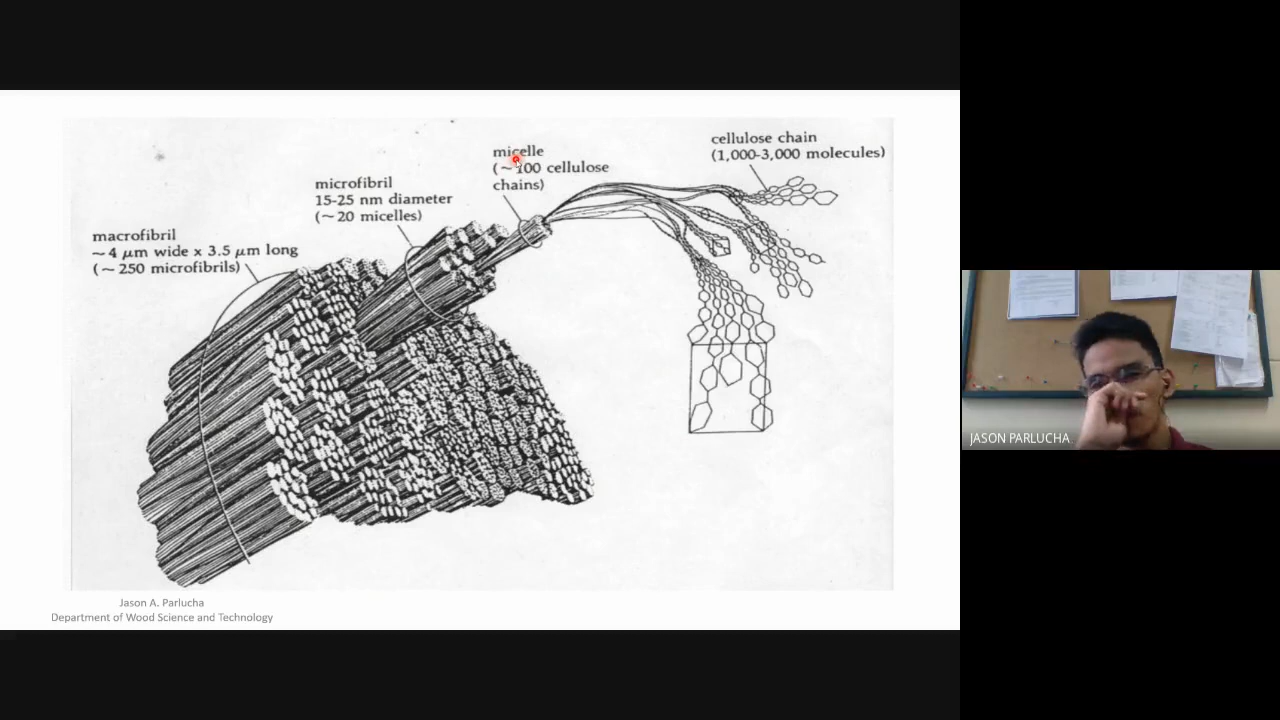 micelle
(~100 cellulose
chains)
cellulose chain
(1,000-3,000 molecules)
microfibril
15-25 nm diameter
(~20 micelles)
macrofibril
~4 μm wide x 3.5 μm long
(~250 microfibrils)
Jason A. Parlucha
Department of Wood Science and Technology
JASON PARLUCHA